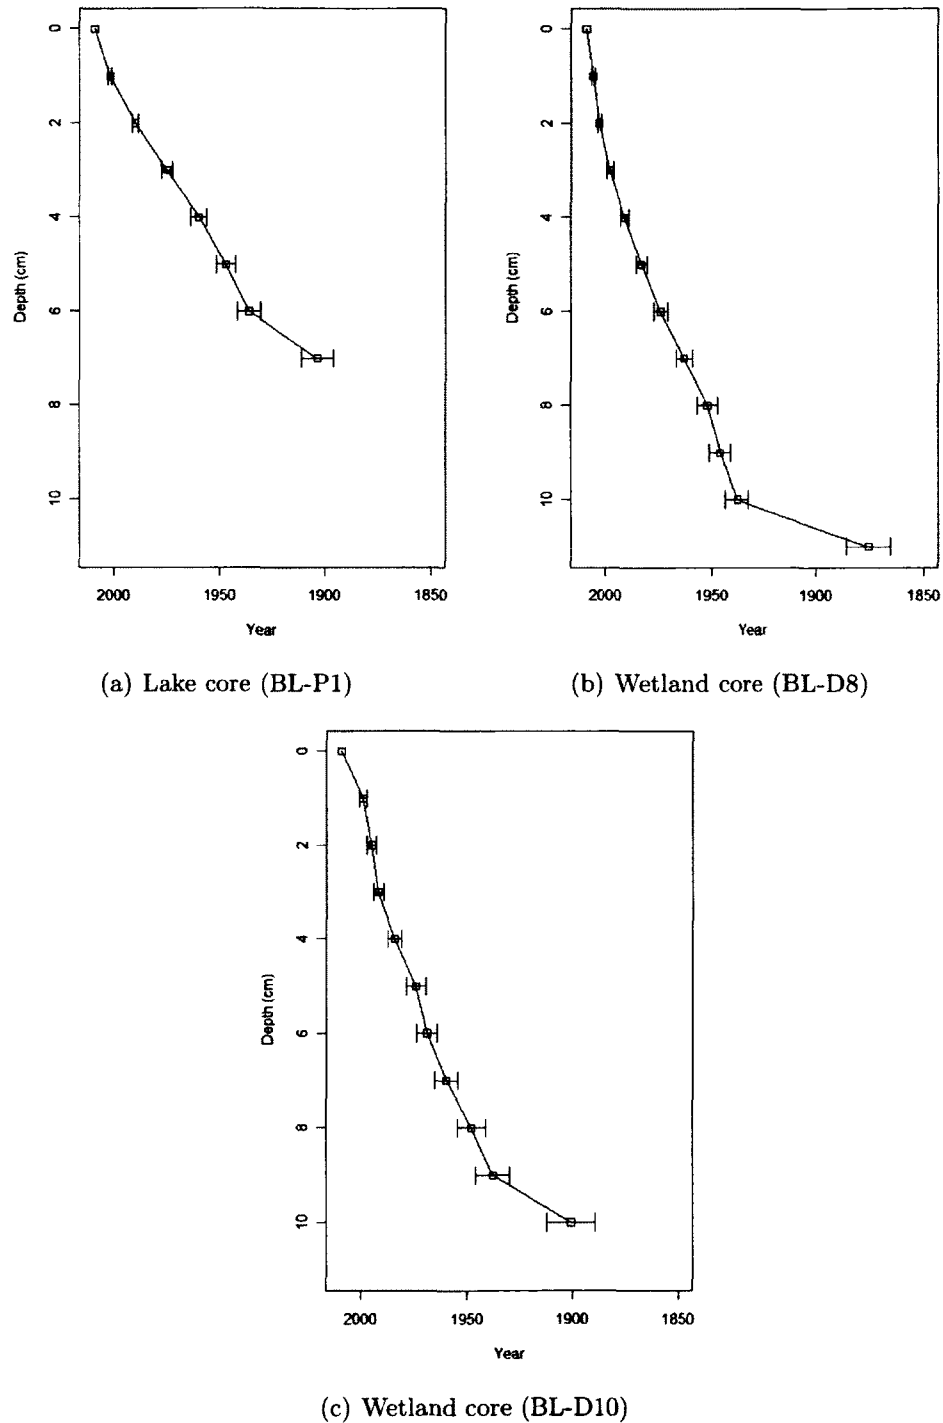 0
2
4
6
8
10
Depth (cm)
2000 1950 1900 1850
Year
(a) Lake core (BL-P1)
0
2
4
6
8
10
Depth (cm)
2000 1950 1900 1850
Year
(b) Wetland core (BL-D8)
0
2
4
6
8
10
Depth (cm)
2000 1950 1900 1850
Year
(c) Wetland core (BL-D10)